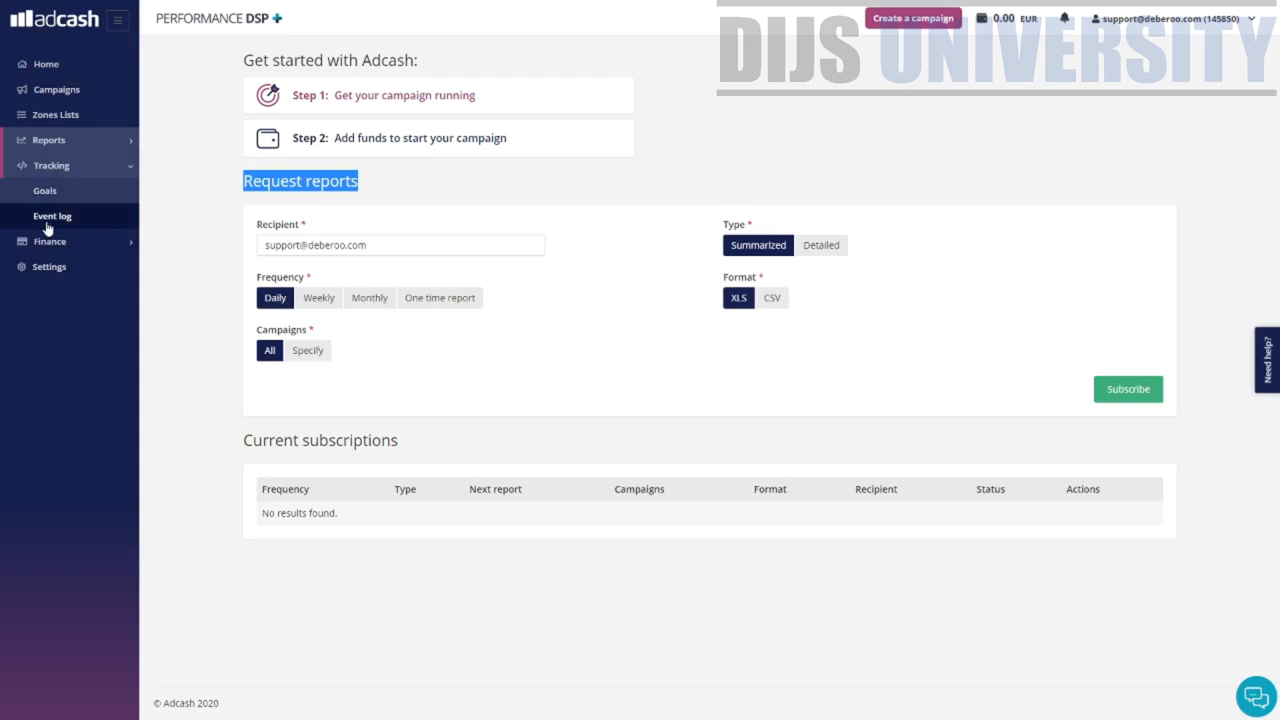 adcash
PERFORMANCE DSP +
Create a campaign
0.00 EUR
support@deberoo.com (145850)
DIJS UNIVERSITY
Home
Campaigns
Zones Lists
Reports
Tracking
Goals
Event log
Finance
Settings
Get started with Adcash:
Step 1: Get your campaign running
Step 2: Add funds to start your campaign
Request reports
Recipient *
support@deberoo.com
Type *
Summarized Detailed
Frequency *
Daily Weekly Monthly One time report
Format *
XLS CSV
Campaigns *
All Specify
Subscribe
Need help?
Current subscriptions
Frequency Type Next report Campaigns Format Recipient Status Actions
No results found.
© Adcash 2020